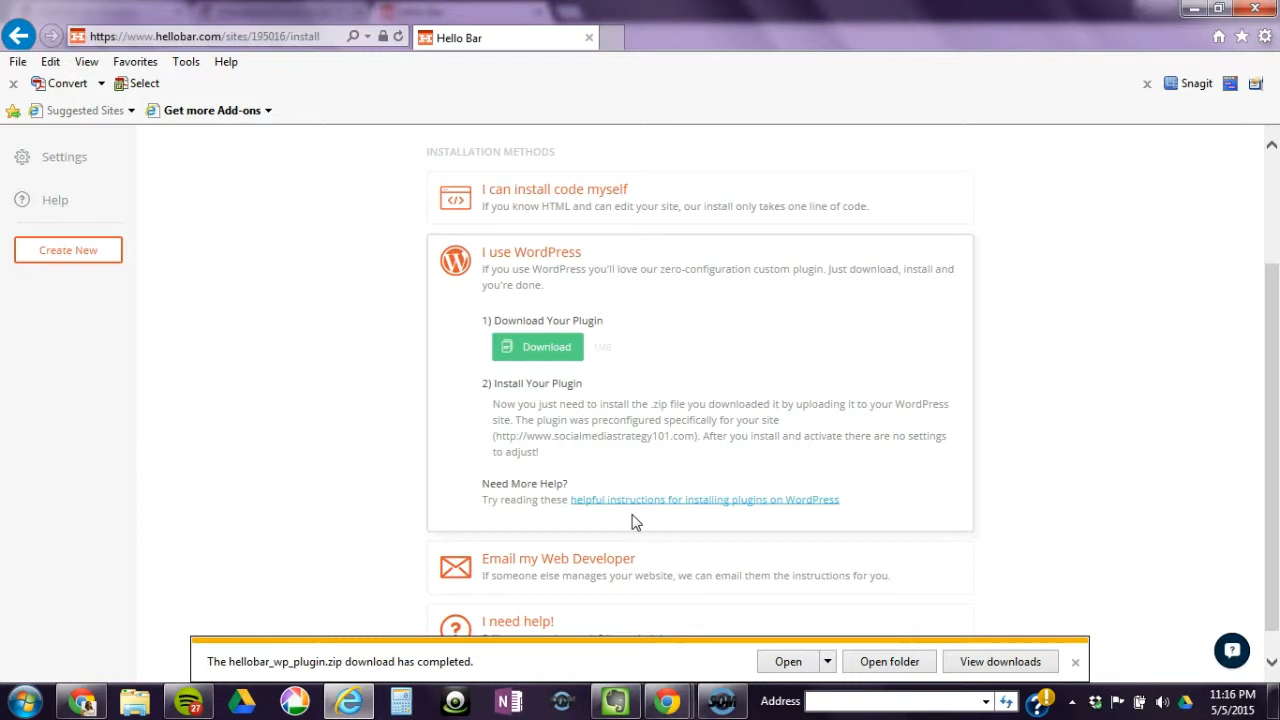 https://www.hellobar.com/sites/195016/install
Hello Bar
File Edit View Favorites Tools Help
Convert Select
Snagit
Suggested Sites Get more Add-ons
INSTALLATION METHODS
Settings
I can install code myself
Help
If you know HTML and can edit your site, our install only takes one line of code.
Create New
I use WordPress
If you use WordPress you'll love our zero-configuration custom plugin. Just download, install and
you're done.
1) Download Your Plugin
Download 1MB
2) Install Your Plugin
Now you just need to install the .zip file you downloaded it by uploading it to your WordPress
site. The plugin was preconfigured specifically for your site
(http://www.socialmediastrategy101.com). After you install and activate there are no settings
to adjust!
Need More Help?
Try reading these helpful instructions for installing plugins on WordPress
Email my Web Developer
If someone else manages your website, we can email them the instructions for you.
I need help!
The hellobar_wp_plugin.zip download has completed.
Open Open folder View downloads
27
Address
11:16 PM
5/5/2015